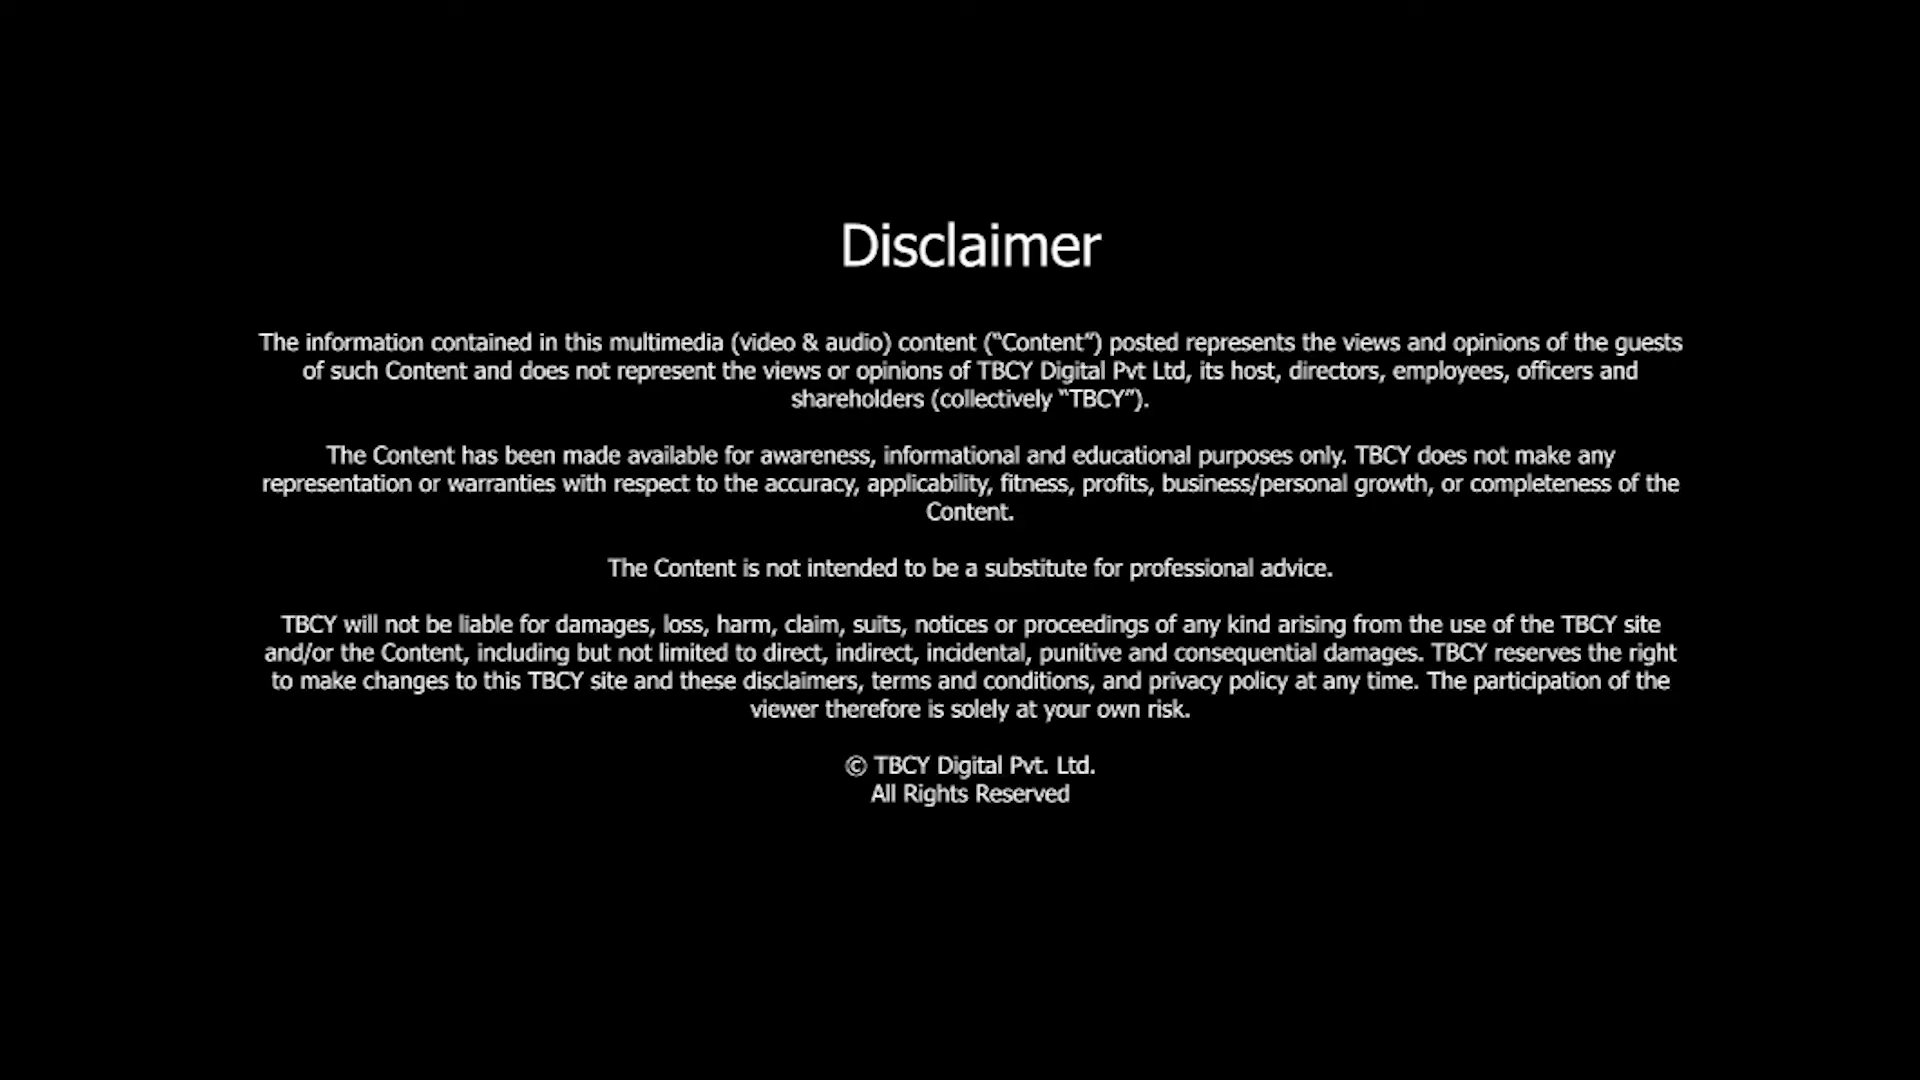 Disclaimer
The information contained in this multimedia (video & audio) content (“Content”) posted represents the views and opinions of the guests
of such Content and does not represent the views or opinions of TBCY Digital Pvt Ltd, its host, directors, employees, officers and
shareholders (collectively “TBCY”).
The Content has been made available for awareness, informational and educational purposes only. TBCY does not make any
representation or warranties with respect to the accuracy, applicability, fitness, profits, business/personal growth, or completeness of the
Content.
The Content is not intended to be a substitute for professional advice.
TBCY will not be liable for damages, loss, harm, claim, suits, notices or proceedings of any kind arising from the use of the TBCY site
and/or the Content, including but not limited to direct, indirect, incidental, punitive and consequential damages. TBCY reserves the right
to make changes to this TBCY site and these disclaimers, terms and conditions, and privacy policy at any time. The participation of the
viewer therefore is solely at your own risk.
© TBCY Digital Pvt. Ltd.
All Rights Reserved